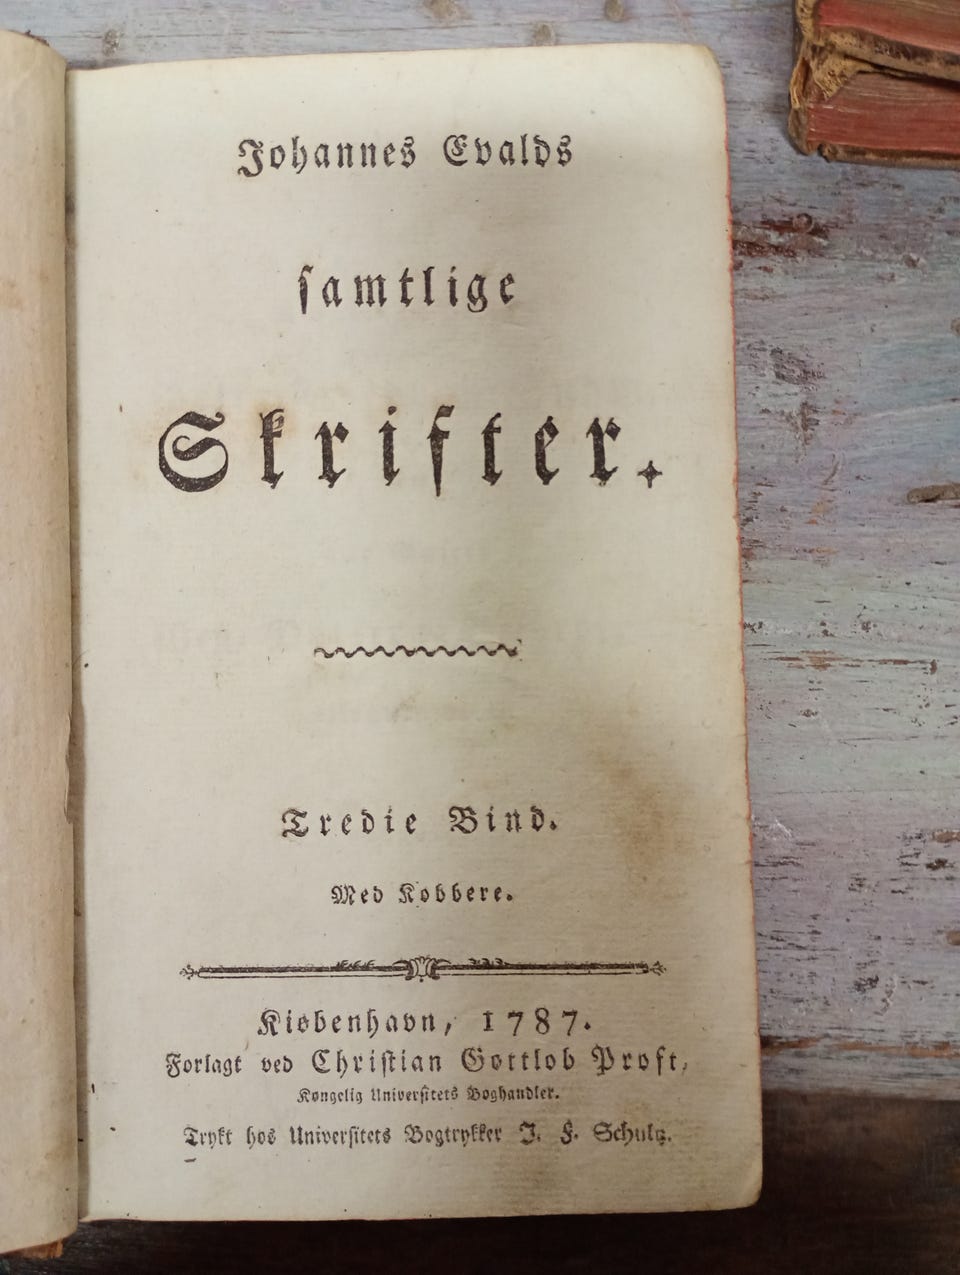 Johannes Evalds
samtlige
Skrifter.
Tredie Bind.
Med Kobbere.
Kiøbenhavn, 1787.
Forlagt ved Christian Gottlob Proft,
Kongelig Universitets Boghandler.
Trykt hos Universitets Bogtrykker J. F. Schultz.